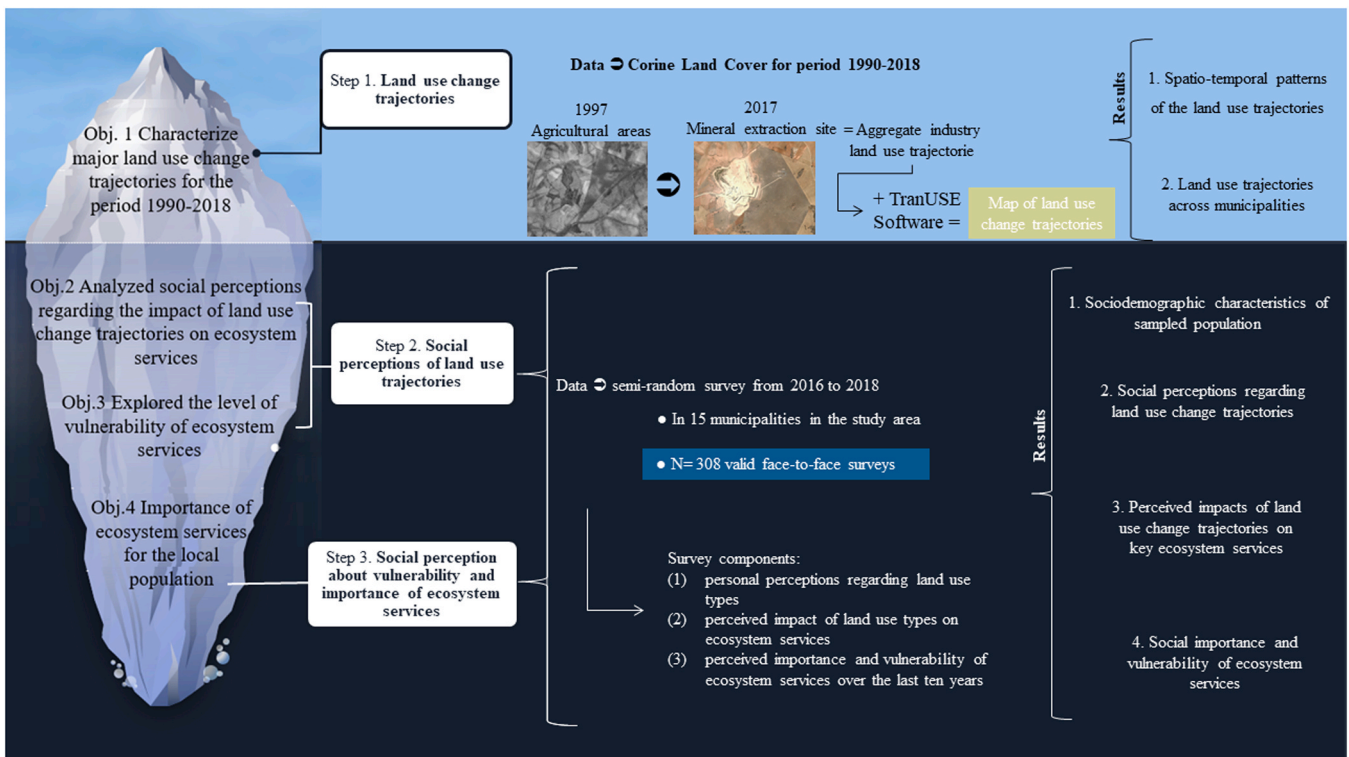 Obj. 1 Characterize
major land use change
trajectories for the
period 1990-2018
Step 1. Land use change
trajectories
Data ➲ Corine Land Cover for period 1990-2018
1997
Agricultural areas
2017
Mineral extraction site
= Aggregate industry
land use trajectorie
+ TranUSE
Software =
Map of land use
change trajectories
Results
1. Spatio-temporal patterns
of the land use trajectories
2. Land use trajectories
across municipalities
Obj.2 Analyzed social perceptions
regarding the impact of land use
change trajectories on ecosystem
services
Obj.3 Explored the level of
vulnerability of ecosystem
services
Obj.4 Importance of
ecosystem services
for the local
population
Step 2. Social
perceptions of land use
trajectories
Step 3. Social perception
about vulnerability and
importance of ecosystem
services
Data ➲ semi-random survey from 2016 to 2018
● In 15 municipalities in the study area
● N= 308 valid face-to-face surveys
Survey components:
(1) personal perceptions regarding land use
types
(2) perceived impact of land use types on
ecosystem services
(3) perceived importance and vulnerability of
ecosystem services over the last ten years
Results
1. Sociodemographic characteristics of
sampled population
2. Social perceptions regarding
land use change trajectories
3. Perceived impacts of land
use change trajectories on
key ecosystem services
4. Social importance and
vulnerability of ecosystem
services